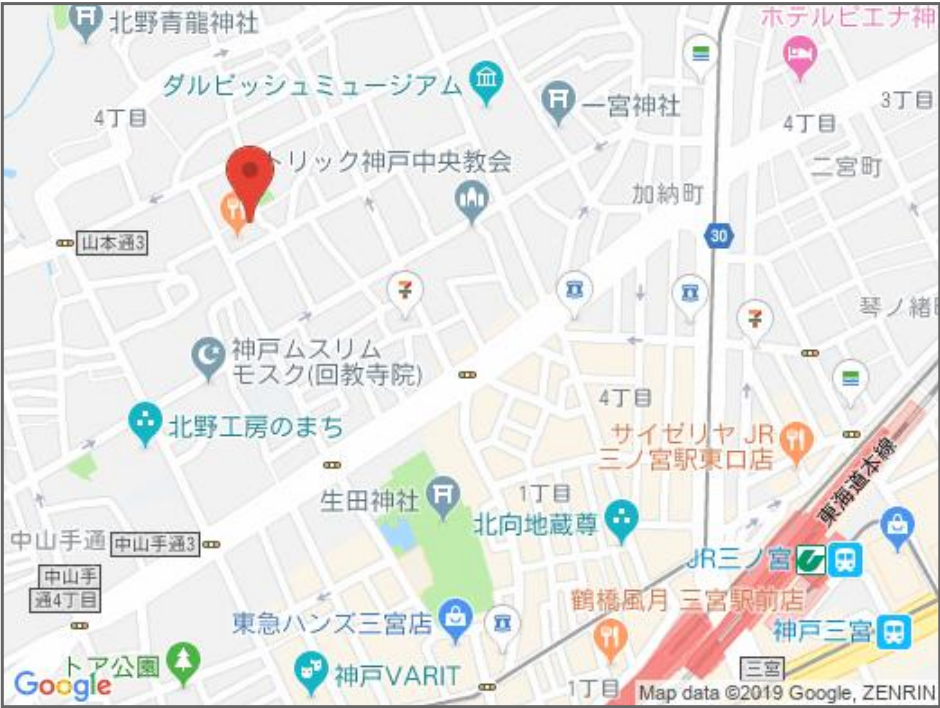 北野青龍神社
ホテルピエナ神
ダルビッシュミュージアム
一宮神社
3丁目
4丁目
4丁目
トリック神戸中央教会
二宮町
加納町
30
山本通3
琴ノ緒
神戸ムスリム
モスク(回教寺院)
4丁目
北野工房のまち
サイゼリヤ JR
三ノ宮駅東口店
東海道本線
生田神社
1丁目
北向地蔵尊
中山手通
中山手通3
JR三ノ宮
中山手
通4丁目
鶴橋風月 三宮駅前店
東急ハンズ三宮店
神戸三宮
トア公園
三宮
神戸VARIT
1丁目
Google
Map data ©2019 Google, ZENRIN